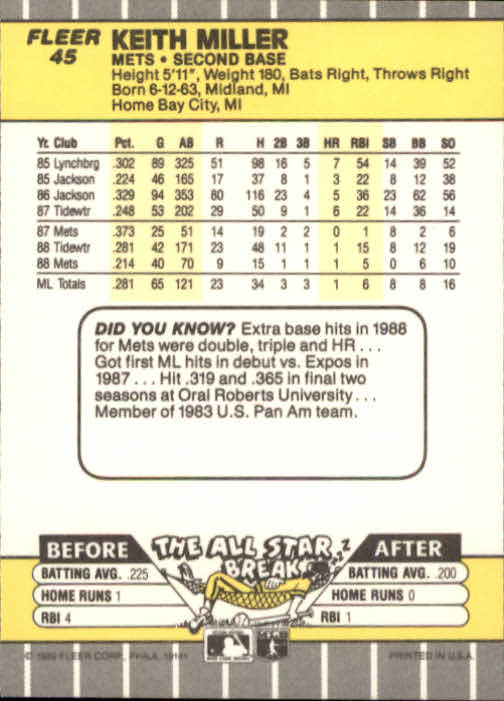 FLEER
45
KEITH MILLER
METS • SECOND BASE
Height 5'11", Weight 180, Bats Right, Throws Right
Born 6-12-63, Midland, MI
Home Bay City, MI
Yr. Club Pct. G AB R H 2B 3B HR RBI SB BB SO
85 Lynchbrg .302 89 325 51 98 16 5 7 54 14 39 52
85 Jackson .224 46 165 17 37 8 1 3 22 8 12 38
86 Jackson .329 94 353 80 116 23 4 5 36 23 62 56
87 Tidewtr .248 53 202 29 50 9 1 6 22 14 36 14
87 Mets .373 25 51 14 19 2 2 0 1 8 2 6
88 Tidewtr .281 42 171 23 48 11 1 1 15 8 12 19
88 Mets .214 40 70 9 15 1 1 1 5 0 6 10
ML Totals .281 65 121 23 34 3 3 1 6 8 8 16
DID YOU KNOW? Extra base hits in 1988
for Mets were double, triple and HR . . .
Got first ML hits in debut vs. Expos in
1987 . . . Hit .319 and .365 in final two
seasons at Oral Roberts University . . .
Member of 1983 U.S. Pan Am team.
BEFORE THE ALL STAR BREAK AFTER
BATTING AVG. .225 BATTING AVG. .200
HOME RUNS 1 HOME RUNS 0
RBI 4 RBI 1
© 1989 FLEER CORP., PHILA. 19141 PRINTED IN U.S.A.